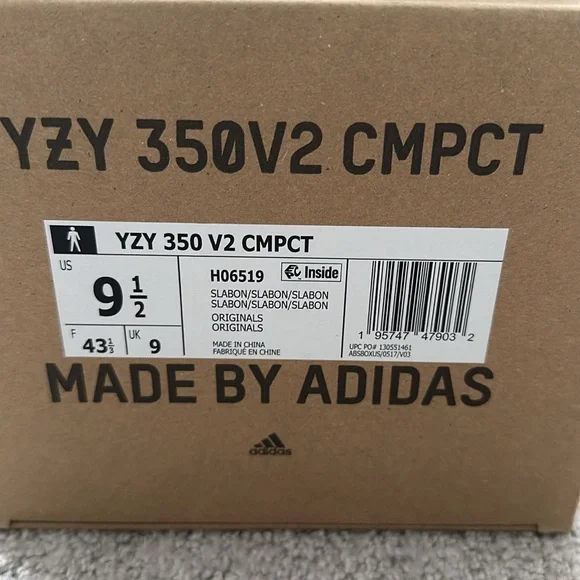 YZY 350V2 CMPCT
YZY 350 V2 CMPCT
US
9 1/2
F
43 1/3
UK
9
H06519
Inside
SLABON/SLABON/SLABON
SLABON/SLABON/SLABON
ORIGINALS
ORIGINALS
MADE IN CHINA
FABRIQUÉ EN CHINE
1 95747 47903 2
UPC PO# 130551461
ABSBOXUS/0517/V03
MADE BY ADIDAS
adidas